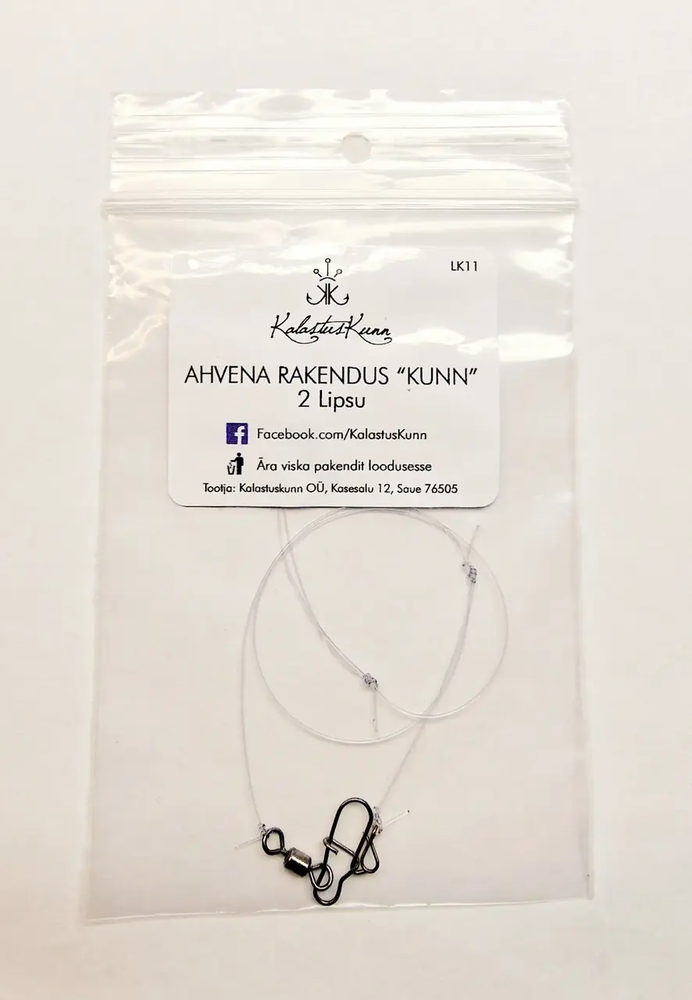 LK11
KalastusKunn
AHVENA RAKENDUS “KUNN”
2 Lipsu
Facebook.com/KalastusKunn
Ära viska pakendit loodusesse
Tootja: Kalastuskunn OÜ, Kasesalu 12, Saue 76505